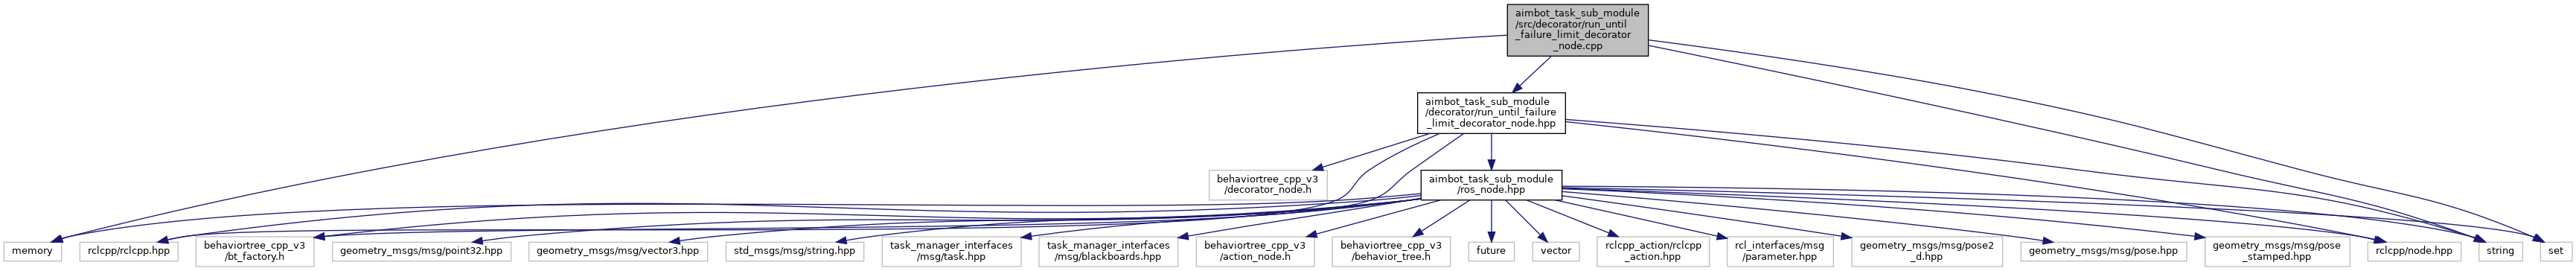 aimbot_task_sub_module
/src/decorator/run_until
_failure_limit_decorator
_node.cpp
aimbot_task_sub_module
/decorator/run_until_failure
_limit_decorator_node.hpp
behaviortree_cpp_v3
/decorator_node.h
aimbot_task_sub_module
/ros_node.hpp
memory
rclcpp/rclcpp.hpp
behaviortree_cpp_v3
/bt_factory.h
geometry_msgs/msg/point32.hpp
geometry_msgs/msg/vector3.hpp
std_msgs/msg/string.hpp
task_manager_interfaces
/msg/task.hpp
task_manager_interfaces
/msg/blackboards.hpp
behaviortree_cpp_v3
/action_node.h
behaviortree_cpp_v3
/behavior_tree.h
future
vector
rclcpp_action/rclcpp
_action.hpp
rcl_interfaces/msg
/parameter.hpp
geometry_msgs/msg/pose2
_d.hpp
geometry_msgs/msg/pose.hpp
geometry_msgs/msg/pose
_stamped.hpp
rclcpp/node.hpp
string
set